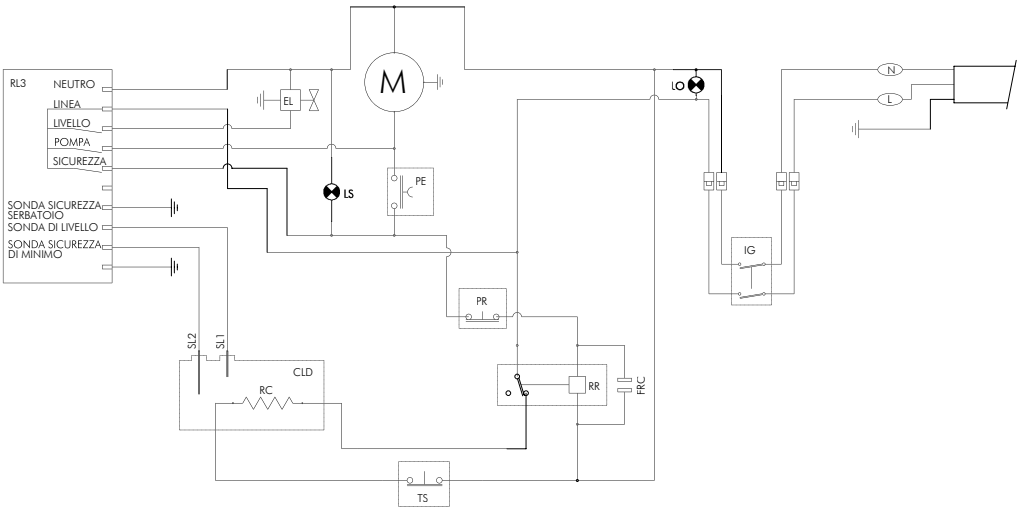 RL3
NEUTRO
LINEA
LIVELLO
POMPA
SICUREZZA
SONDA SICUREZZA
SERBATOIO
SONDA DI LIVELLO
SONDA SICUREZZA
DI MINIMO
EL
M
LS
PE
LO
N
L
IG
PR
SL2
SL1
CLD
RC
RR
FRC
TS